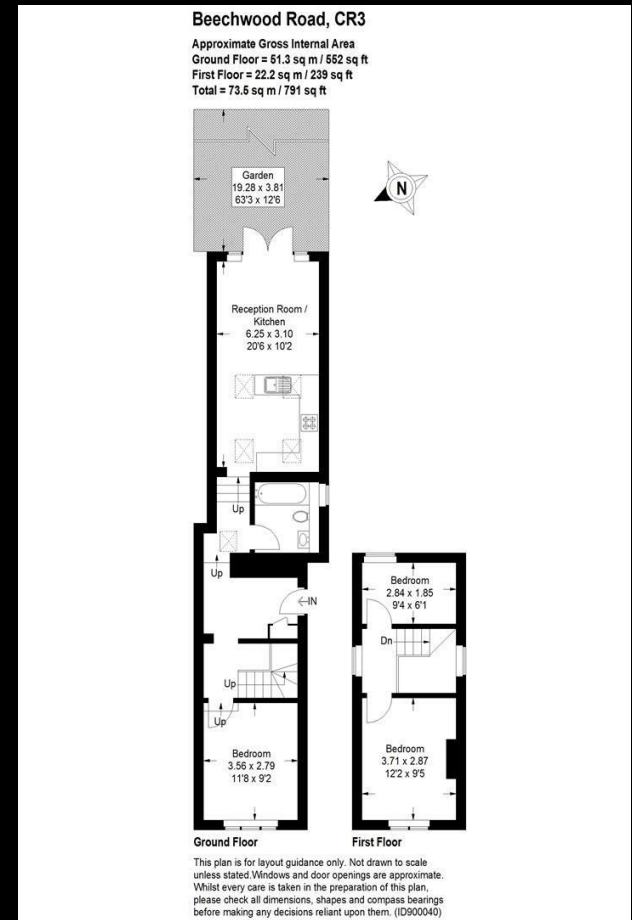 Beechwood Road, CR3
Approximate Gross Internal Area
Ground Floor = 51.3 sq m / 552 sq ft
First Floor = 22.2 sq m / 239 sq ft
Total = 73.5 sq m / 791 sq ft
Garden
19.28 x 3.81
63'3 x 12'6
N
Reception Room /
Kitchen
6.25 x 3.10
20'6 x 10'2
Up
Up
IN
Up
Up
Bedroom
3.56 x 2.79
11'8 x 9'2
Ground Floor
Bedroom
2.84 x 1.85
9'4 x 6'1
Dn
Bedroom
3.71 x 2.87
12'2 x 9'5
First Floor
This plan is for layout guidance only. Not drawn to scale
unless stated.Windows and door openings are approximate.
Whilst every care is taken in the preparation of this plan,
please check all dimensions, shapes and compass bearings
before making any decisions reliant upon them. (ID900040)